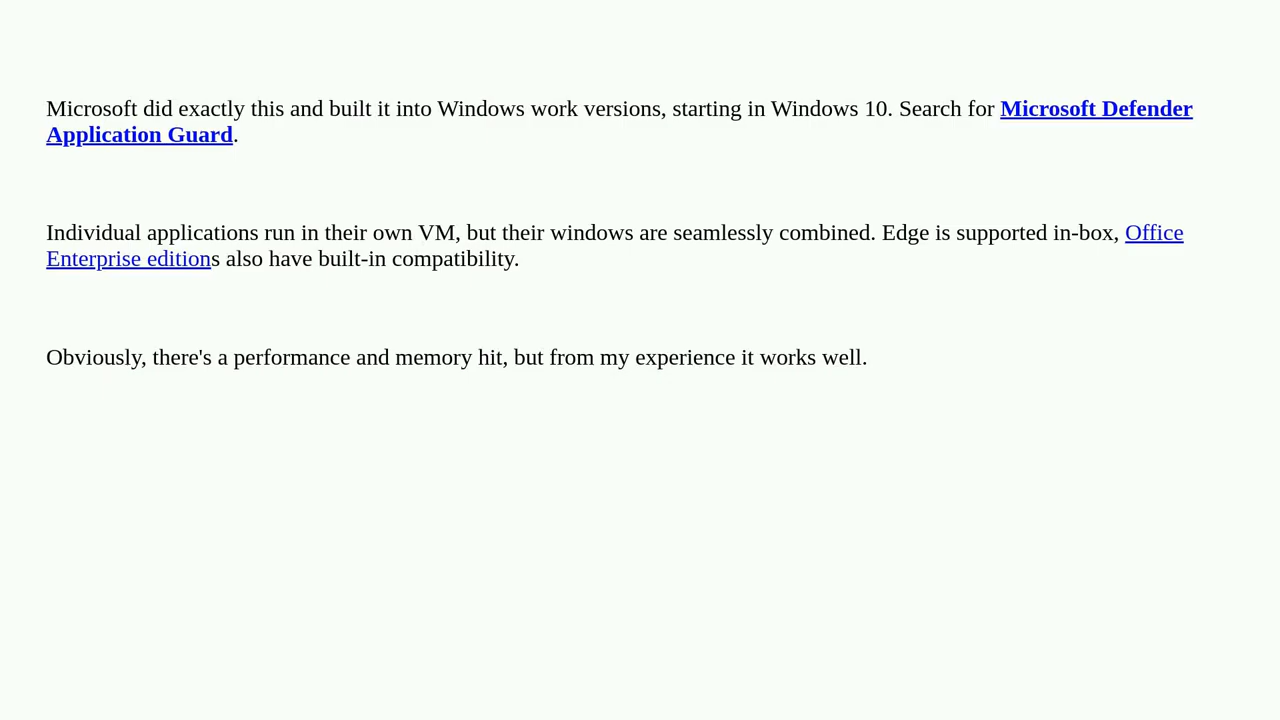 Microsoft did exactly this and built it into Windows work versions, starting in Windows 10. Search for Microsoft Defender
Application Guard.
Individual applications run in their own VM, but their windows are seamlessly combined. Edge is supported in-box, Office
Enterprise editions also have built-in compatibility.
Obviously, there's a performance and memory hit, but from my experience it works well.